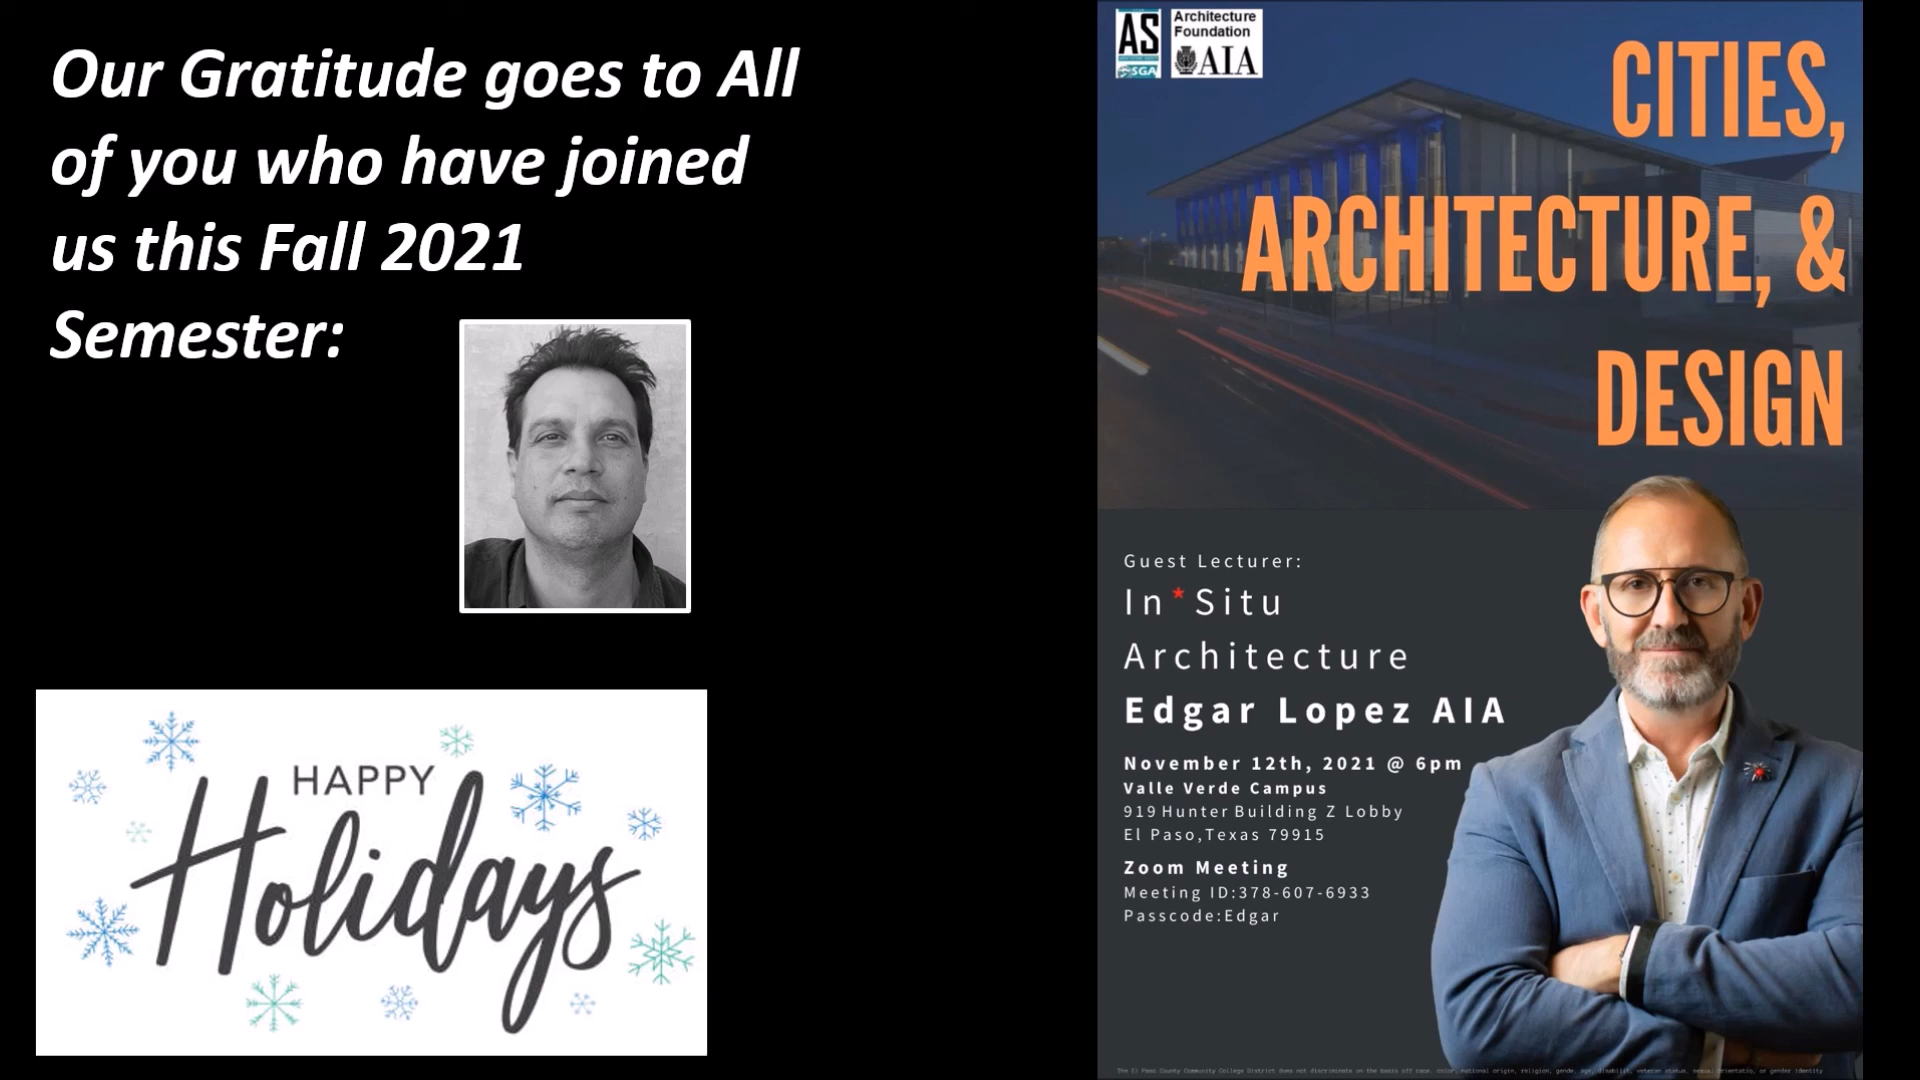 Our Gratitude goes to All
of you who have joined
us this Fall 2021
Semester:
HAPPY
Holidays
AS
SGA
Architecture
Foundation
AIA
CITIES,
ARCHITECTURE, &
DESIGN
Guest Lecturer:
In*Situ
Architecture
Edgar Lopez AIA
November 12th, 2021 @ 6pm
Valle Verde Campus
919 Hunter Building Z Lobby
El Paso,Texas 79915
Zoom Meeting
Meeting ID:378-607-6933
Passcode:Edgar